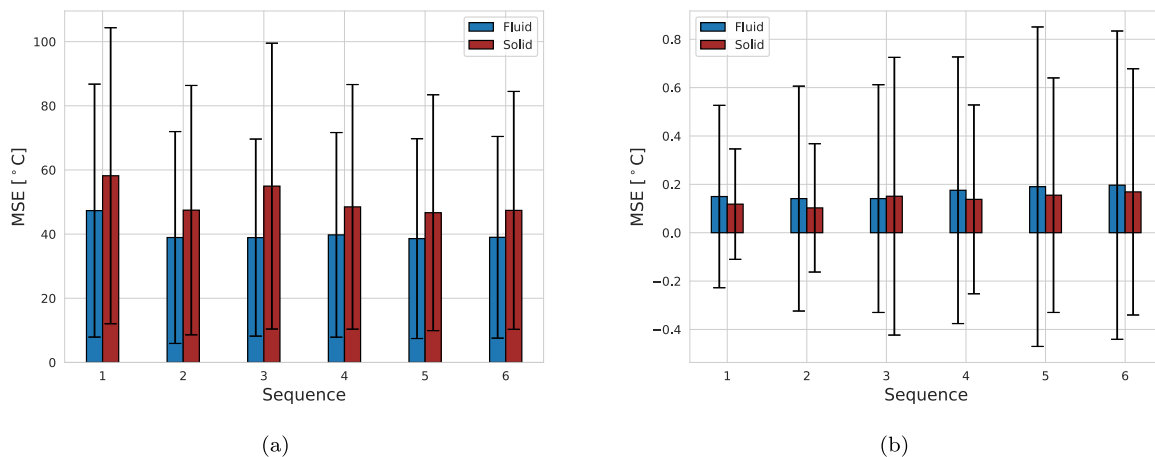 100
80
60
40
20
0
MSE [°C]
Fluid
Solid
1 2 3 4 5 6
Sequence
(a)
0.8
0.6
0.4
0.2
0.0
−0.2
−0.4
MSE [°C]
Fluid
Solid
1 2 3 4 5 6
Sequence
(b)